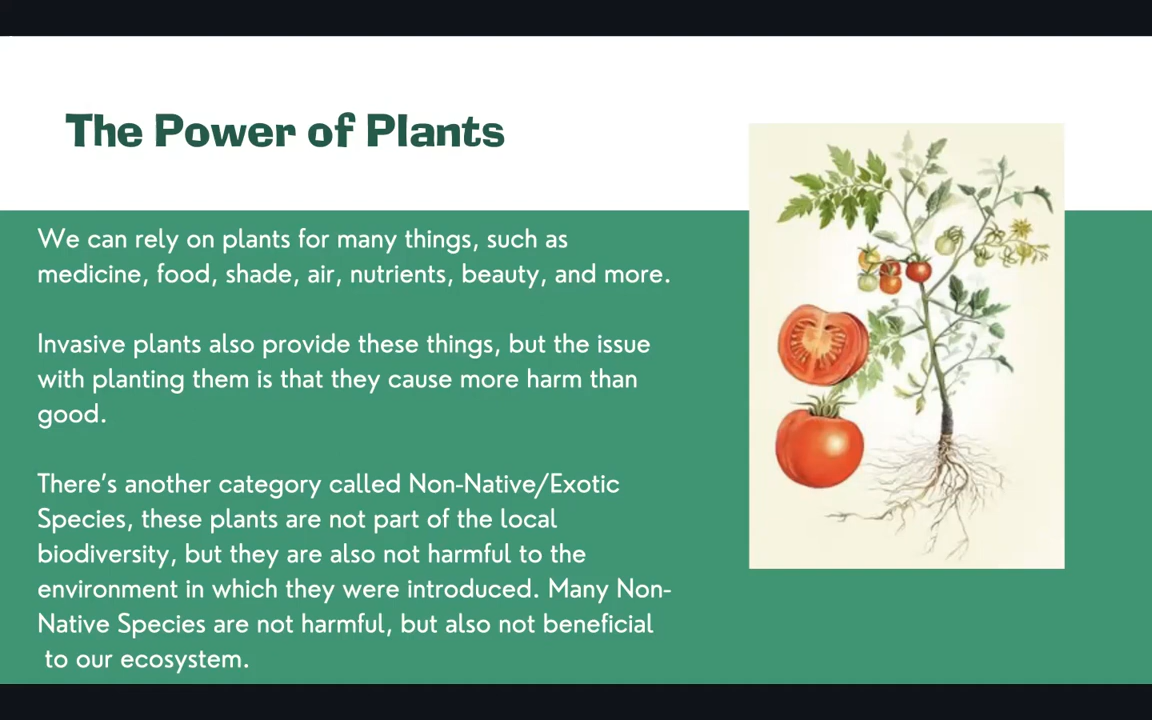 The Power of Plants
We can rely on plants for many things, such as
medicine, food, shade, air, nutrients, beauty, and more.
Invasive plants also provide these things, but the issue
with planting them is that they cause more harm than
good.
There's another category called Non-Native/Exotic
Species, these plants are not part of the local
biodiversity, but they are also not harmful to the
environment in which they were introduced. Many Non-
Native Species are not harmful, but also not beneficial
to our ecosystem.